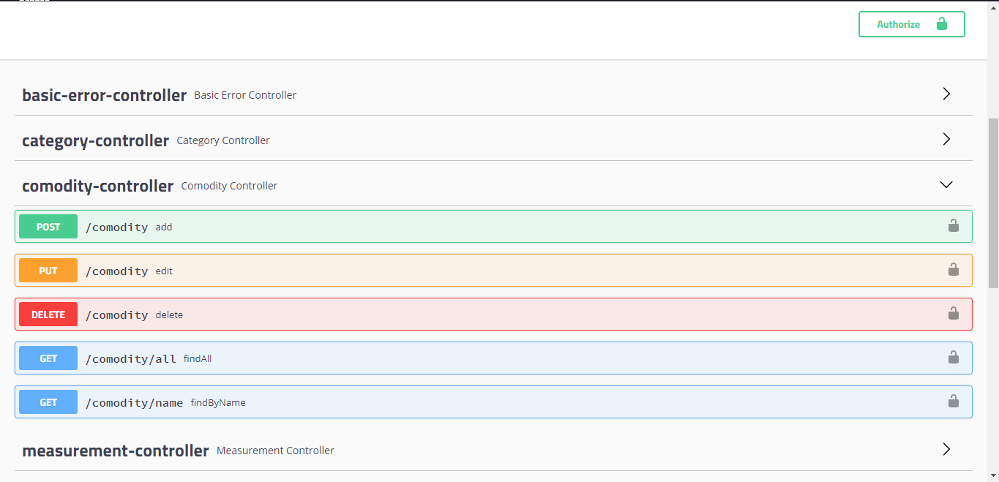 Authorize
basic-error-controller Basic Error Controller
category-controller Category Controller
comodity-controller Comodity Controller
POST /comodity add
PUT /comodity edit
DELETE /comodity delete
GET /comodity/all findAll
GET /comodity/name findByName
measurement-controller Measurement Controller